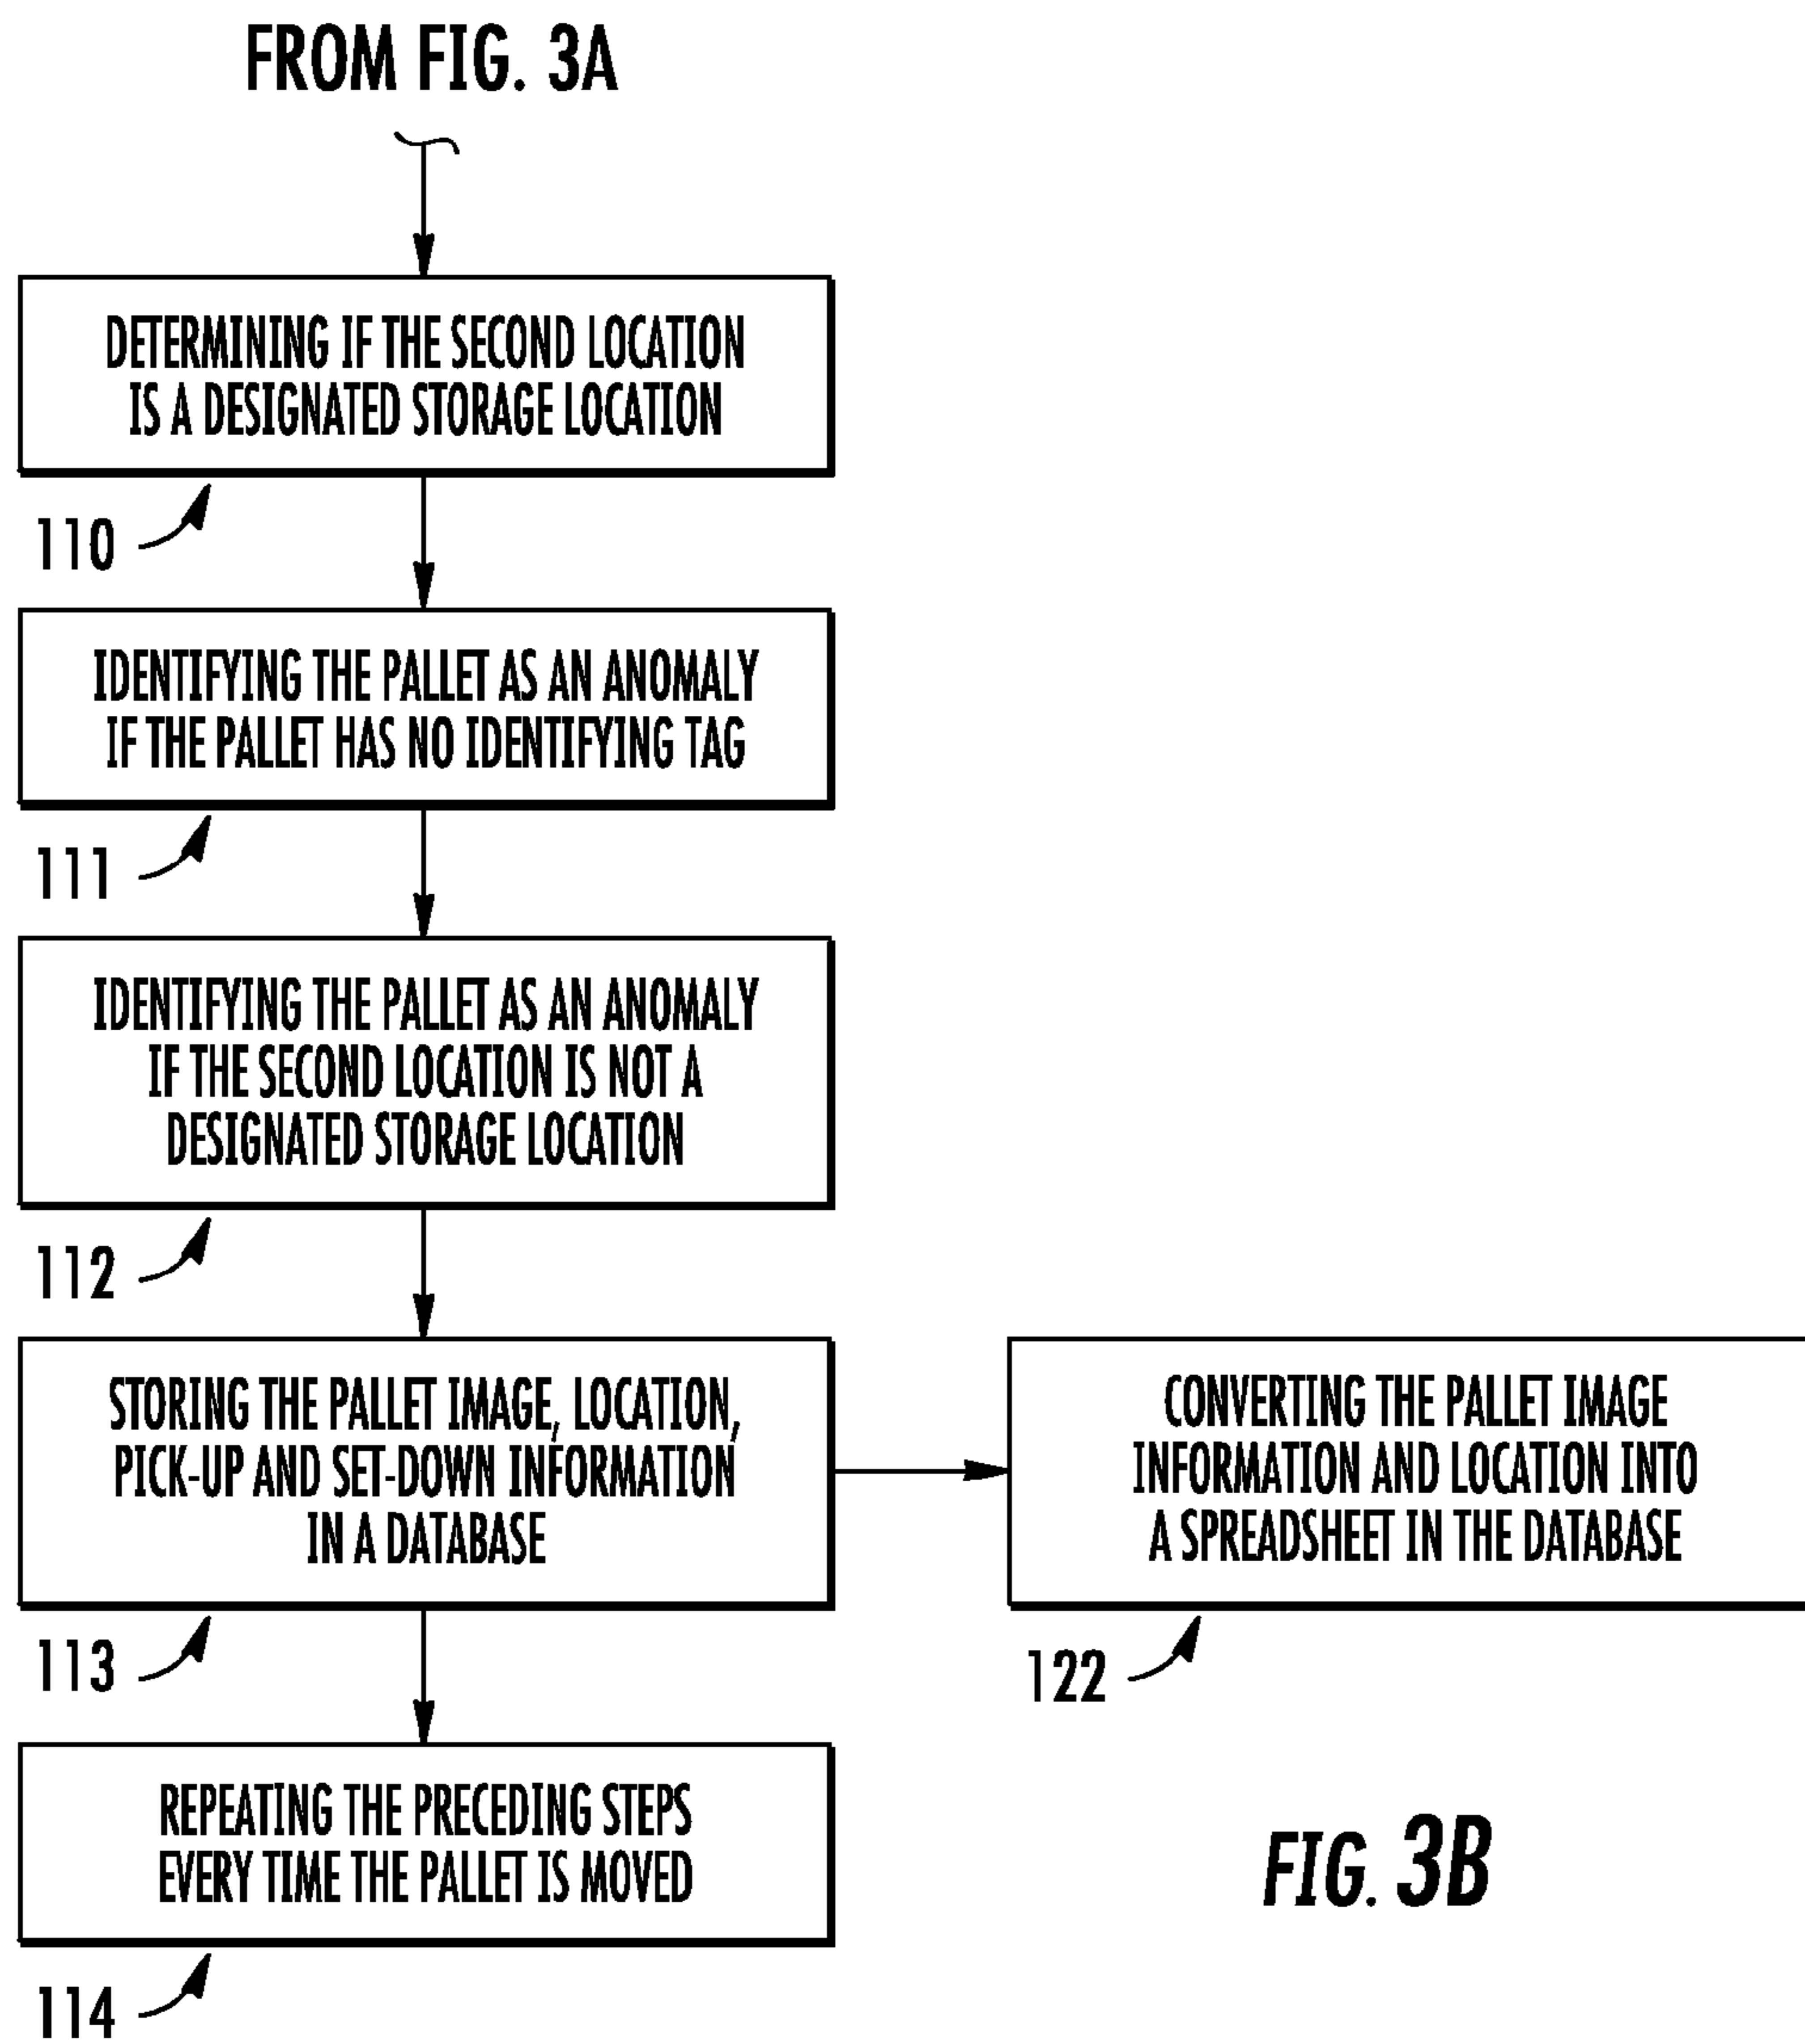 FROM FIG. 3A
DETERMINING IF THE SECOND LOCATION
IS A DESIGNATED STORAGE LOCATION
110
IDENTIFYING THE PALLET AS AN ANOMALY
IF THE PALLET HAS NO IDENTIFYING TAG
111
IDENTIFYING THE PALLET AS AN ANOMALY
IF THE SECOND LOCATION IS NOT A
DESIGNATED STORAGE LOCATION
112
STORING THE PALLET IMAGE, LOCATION,
PICK-UP AND SET-DOWN INFORMATION
IN A DATABASE
113
CONVERTING THE PALLET IMAGE
INFORMATION AND LOCATION INTO
A SPREADSHEET IN THE DATABASE
122
REPEATING THE PRECEDING STEPS
EVERY TIME THE PALLET IS MOVED
114
FIG. 3B